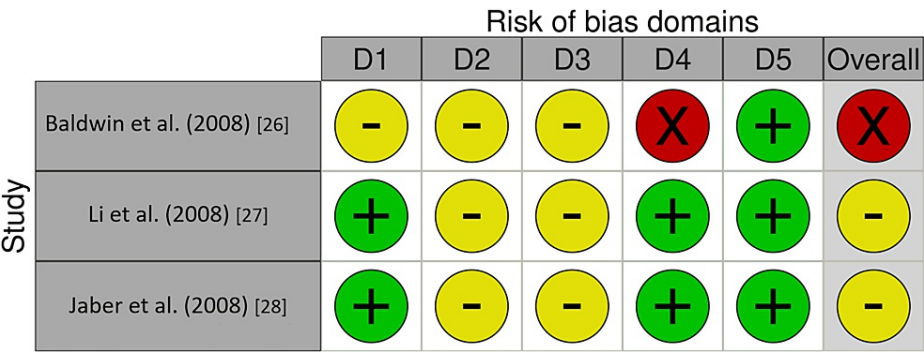 Risk of bias domains
D1 D2 D3 D4 D5 Overall
Study
Baldwin et al. (2008) [26] - - - X + X
Li et al. (2008) [27] + - - + + -
Jaber et al. (2008) [28] + - - + + -